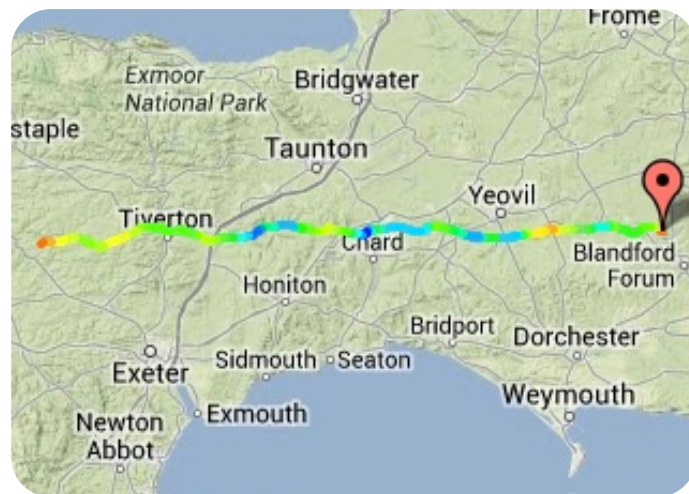 Frome
Exmoor
National Park
Bridgwater
staple
Taunton
Tiverton
Yeovil
Chard
Blandford
Forum
Honiton
Bridport
Dorchester
Exeter
Sidmouth
Seaton
Weymouth
Exmouth
Newton
Abbot